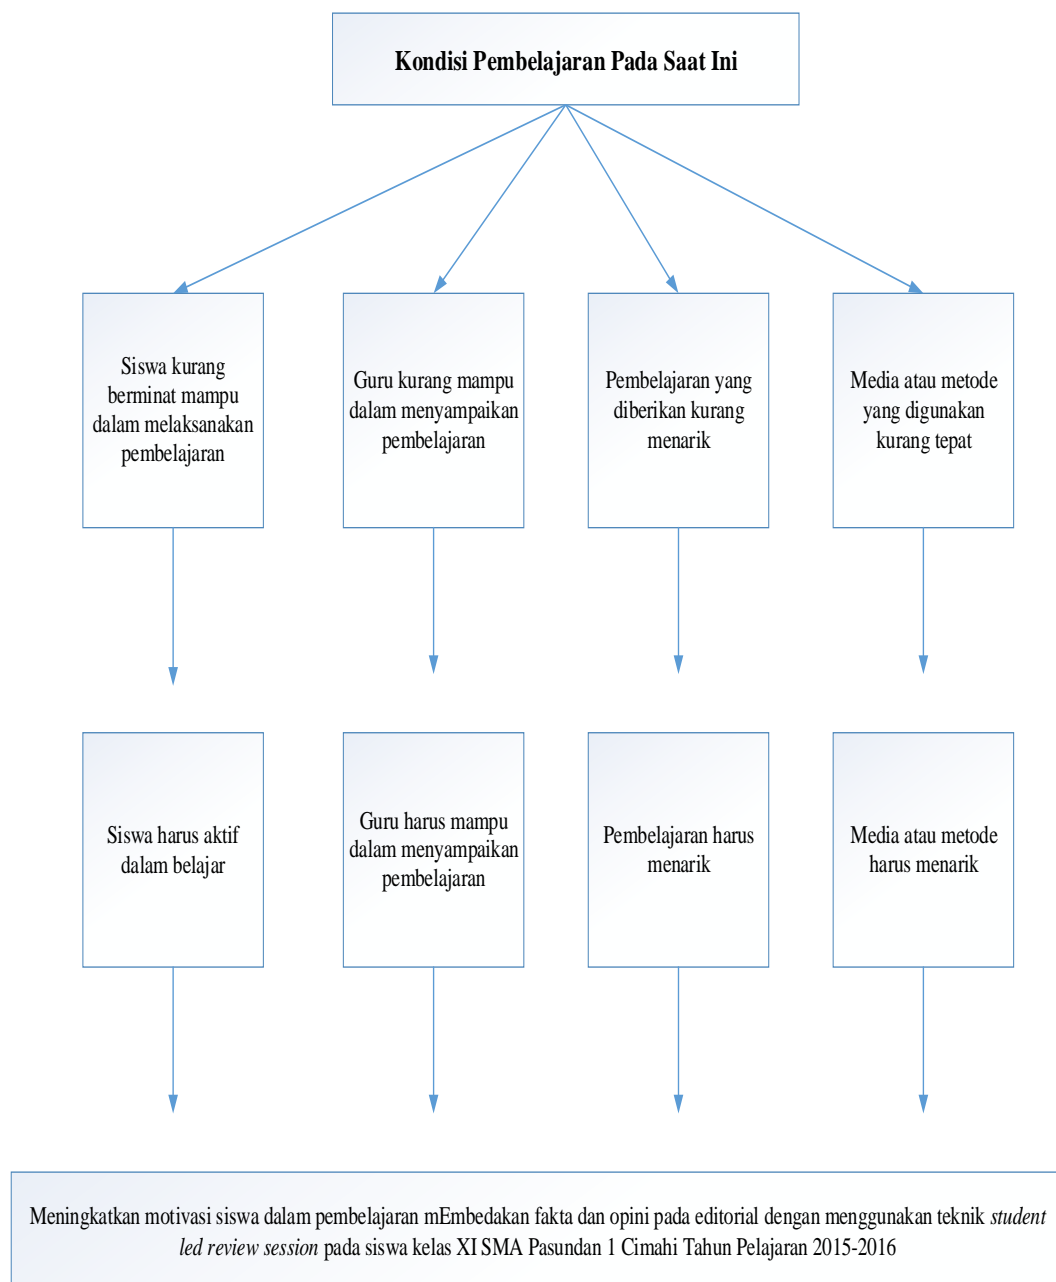 Kondisi Pembelajaran Pada Saat Ini
Siswa kurang
berminat mampu
dalam melaksanakan
pembelajaran
Guru kurang mampu
dalam menyampaikan
pembelajaran
Pembelajaran yang
diberikan kurang
menarik
Media atau metode
yang digunakan
kurang tepat
Siswa harus aktif
dalam belajar
Guru harus mampu
dalam menyampaikan
pembelajaran
Pembelajaran harus
menarik
Media atau metode
harus menarik
Meningkatkan motivasi siswa dalam pembelajaran mEmbedakan fakta dan opini pada editorial dengan menggunakan teknik student
led review session pada siswa kelas XI SMA Pasundan 1 Cimahi Tahun Pelajaran 2015-2016